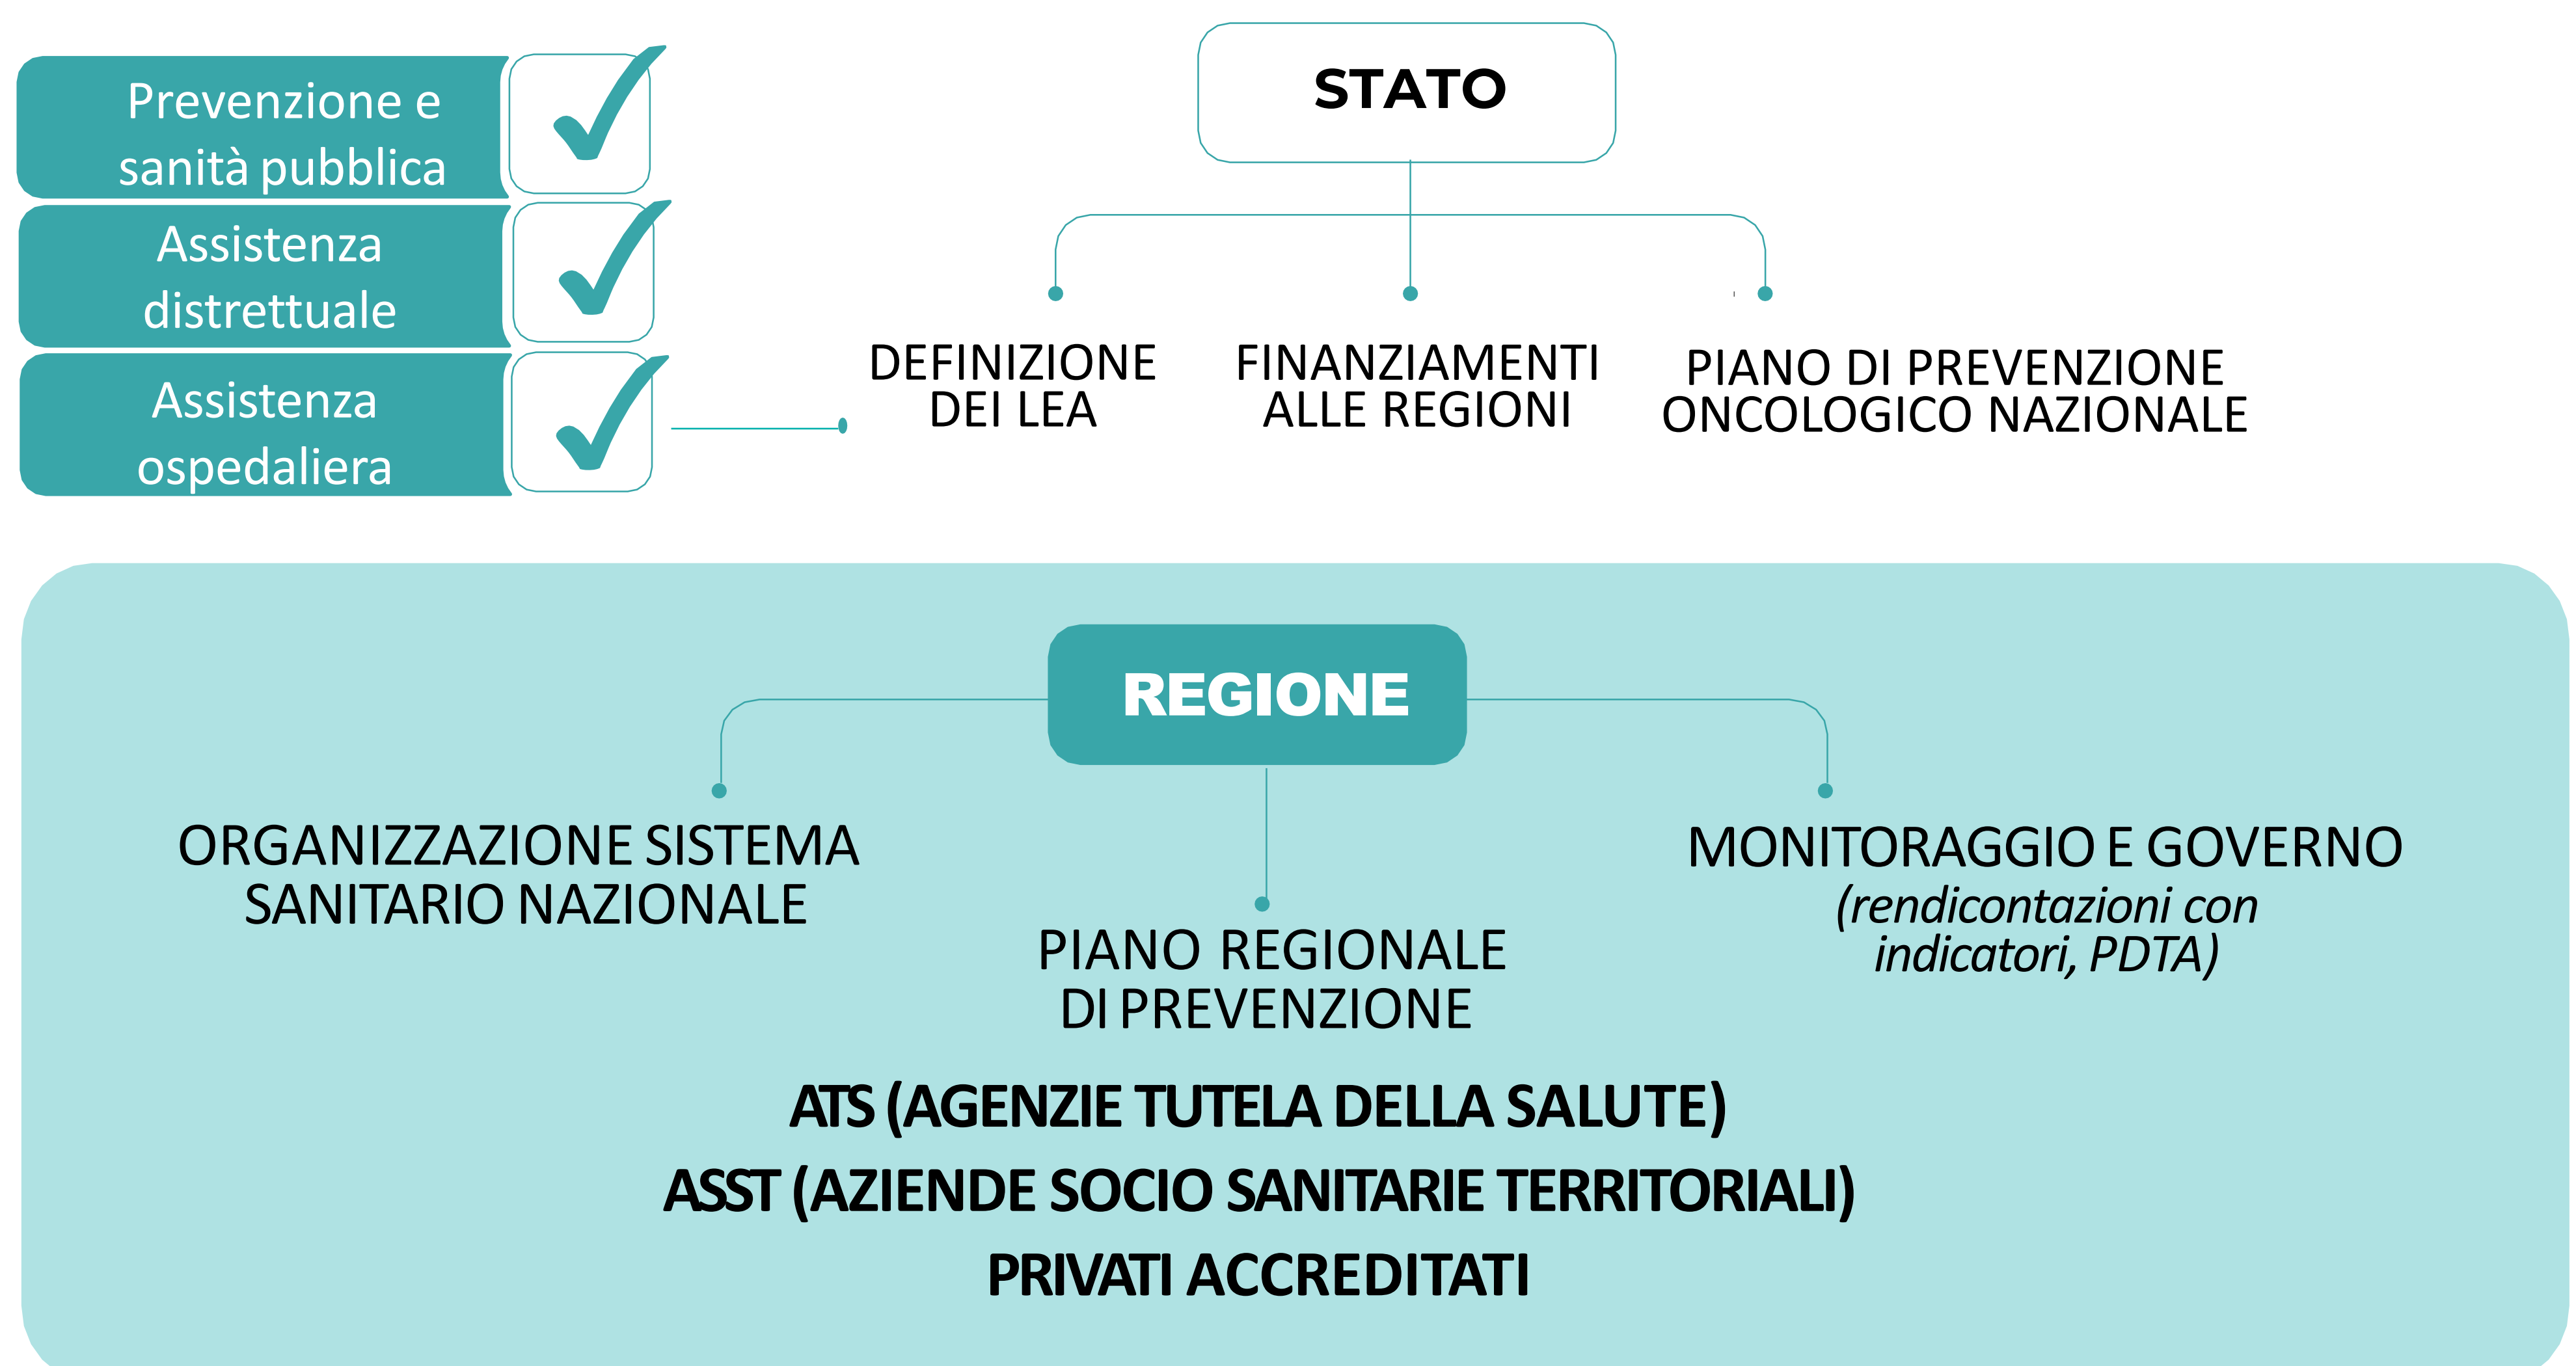 Prevenzione e
sanità pubblica
Assistenza
distrettuale
Assistenza
ospedaliera
STATO
DEFINIZIONE
DEI LEA
FINANZIAMENTI
ALLE REGIONI
PIANO DI PREVENZIONE
ONCOLOGICO NAZIONALE
REGIONE
ORGANIZZAZIONE SISTEMA
SANITARIO NAZIONALE
PIANO REGIONALE
DI PREVENZIONE
MONITORAGGIO E GOVERNO
(rendicontazioni con
indicatori, PDTA)
ATS (AGENZIE TUTELA DELLA SALUTE)
ASST (AZIENDE SOCIO SANITARIE TERRITORIALI)
PRIVATI ACCREDITATI